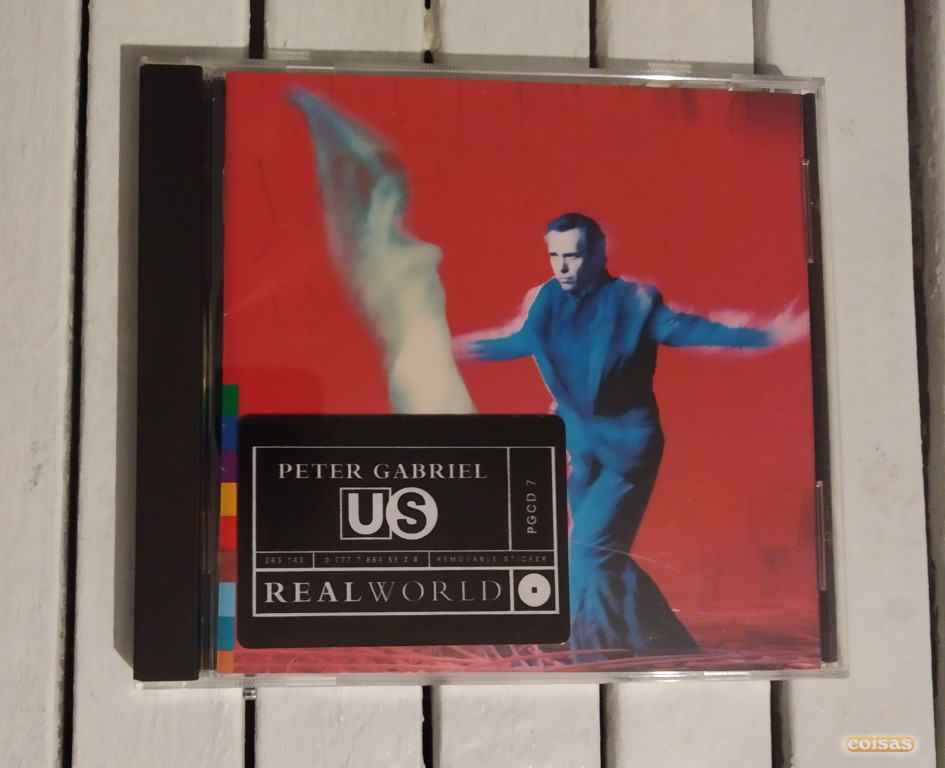 PETER GABRIEL
US
PGCD 7
REMOVABLE STICKER
REALWORLD
coisas